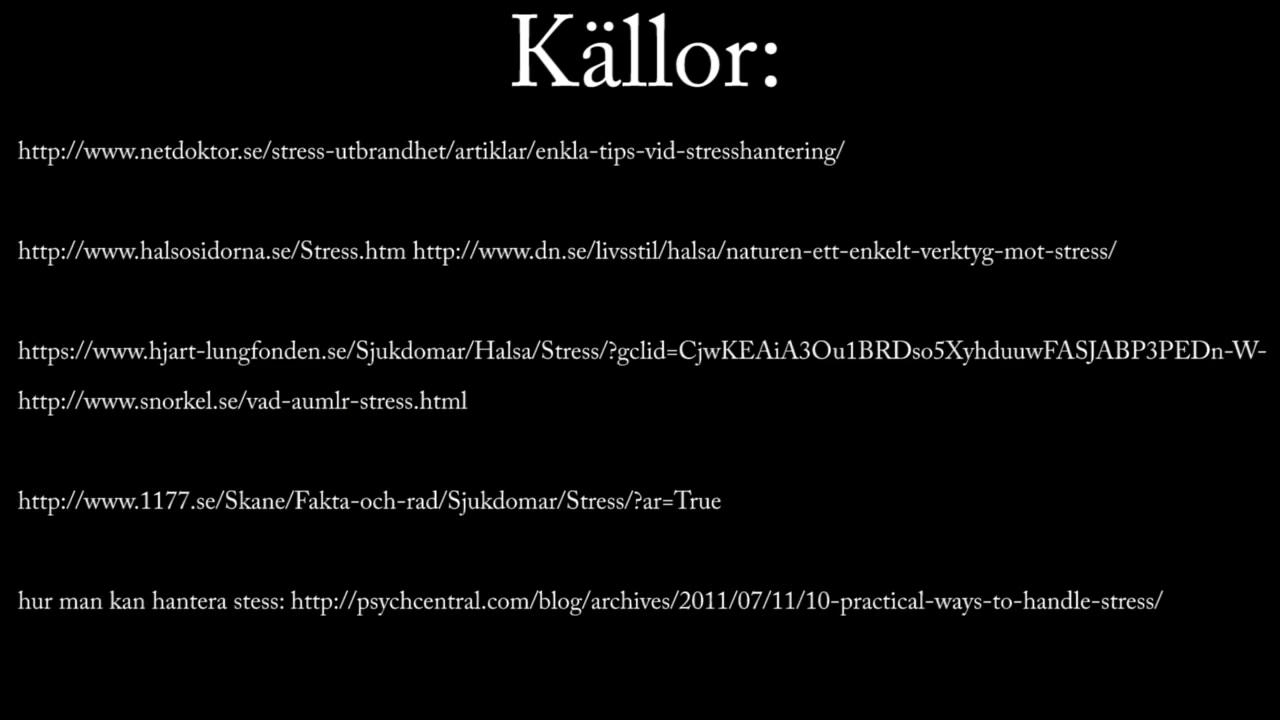 Källor:
http://www.netdoktor.se/stress-utbrandhet/artiklar/enkla-tips-vid-stresshantering/
http://www.halsosidorna.se/Stress.htm http://www.dn.se/livsstil/halsa/naturen-ett-enkelt-verktyg-mot-stress/
https://www.hjart-lungfonden.se/Sjukdomar/Halsa/Stress/?gclid=CjwKEAiA3Ou1BRDso5XyhduuwFASJABP3PEDn-W-
http://www.snorkel.se/vad-aumlr-stress.html
http://www.1177.se/Skane/Fakta-och-rad/Sjukdomar/Stress/?ar=True
hur man kan hantera stess: http://psychcentral.com/blog/archives/2011/07/11/10-practical-ways-to-handle-stress/